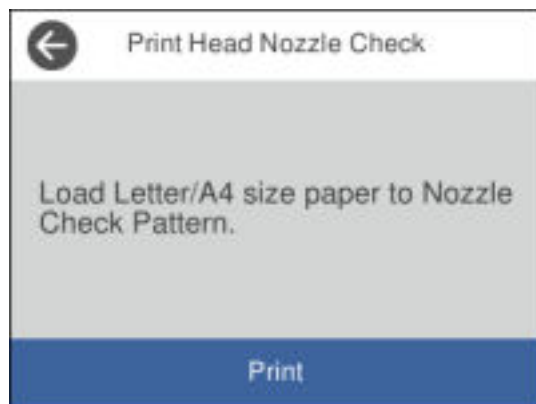 Print Head Nozzle Check
Load Letter/A4 size paper to Nozzle
Check Pattern.
Print